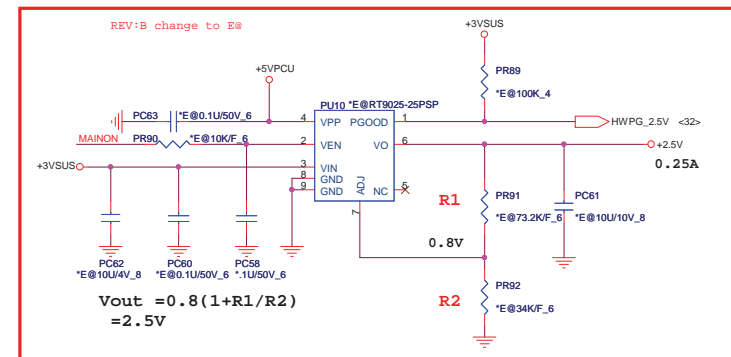 REV:B change to E@
+3VSUS
+5VPCU
PR89
*E@100K_4
PC63
*E@0.1U/50V_6
PU10
*E@RT9025-25PSP
4
VPP
PGOOD
1
HWPG_2.5V
<32>
MAINON
PR90
*E@10K/F_6
2
VEN
VO
6
+2.5V
0.25A
+3VSUS
3
VIN
8
GND
9
GND
ADJ
NC
5
7
R1
PR91
*E@73.2K/F_6
PC61
*E@10U/10V_8
0.8V
PC62
*E@10U/4V_8
PC60
*E@0.1U/50V_6
PC58
*.1U/50V_6
R2
PR92
*E@34K/F_6
Vout =0.8(1+R1/R2)
=2.5V